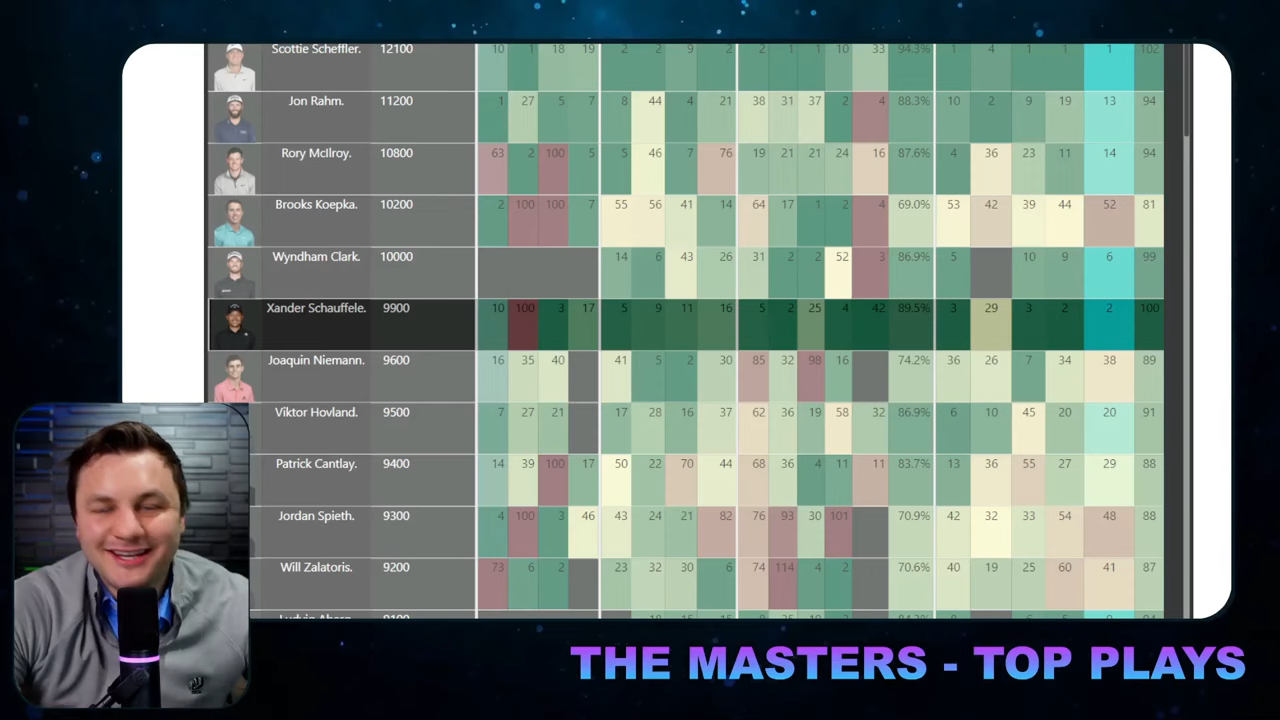 Scottie Scheffler. 12100 10 1 18 19 2 2 9 2 2 1 1 10 33 94.3% 1 4 1 1 1 102
Jon Rahm. 11200 1 27 5 7 8 44 4 21 38 31 37 2 4 88.3% 10 2 9 19 13 94
Rory McIlroy. 10800 63 2 100 5 5 46 7 76 19 21 21 24 16 87.6% 4 36 23 11 14 94
Brooks Koepka. 10200 2 100 100 7 55 56 41 14 64 17 1 2 4 69.0% 53 42 39 44 52 81
Wyndham Clark. 10000 14 6 43 26 31 2 2 52 3 86.9% 5 10 9 6 99
Xander Schauffele. 9900 10 100 3 17 5 9 11 16 5 2 25 4 42 89.5% 3 29 3 2 2 100
Joaquin Niemann. 9600 16 35 40 41 5 2 30 85 32 98 16 74.2% 36 26 7 34 38 89
Viktor Hovland. 9500 7 27 21 17 28 16 37 62 36 19 58 32 86.9% 6 10 45 20 20 91
Patrick Cantlay. 9400 14 39 100 17 50 22 70 44 68 36 4 11 11 83.7% 13 36 55 27 29 88
Jordan Spieth. 9300 4 100 3 46 43 24 21 82 76 93 30 101 70.9% 42 32 33 54 48 88
Will Zalatoris. 9200 73 6 2 23 32 30 6 74 114 4 2 70.6% 40 19 25 60 41 87
THE MASTERS - TOP PLAYS